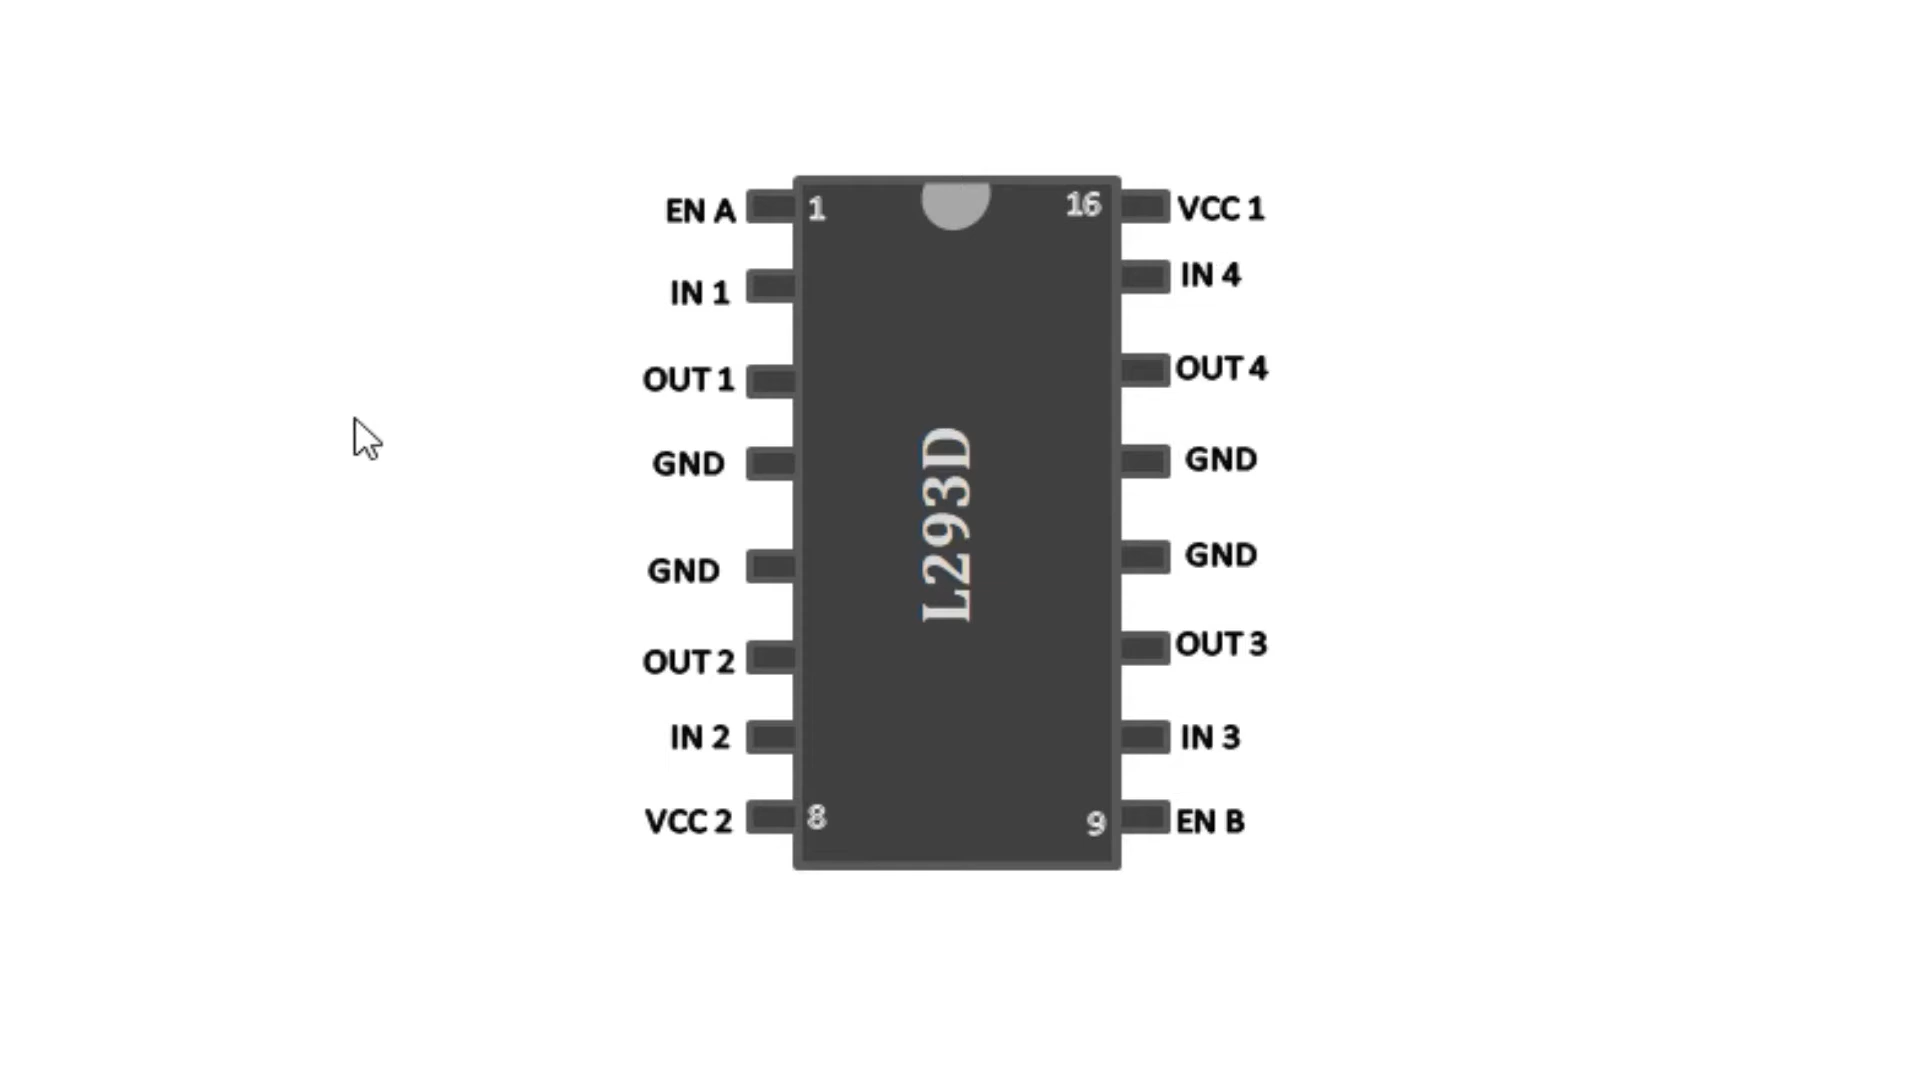 EN A
1
16
VCC 1
IN 1
IN 4
OUT 1
OUT 4
GND
GND
L293D
GND
GND
OUT 2
OUT 3
IN 2
IN 3
VCC 2
8
9
EN B